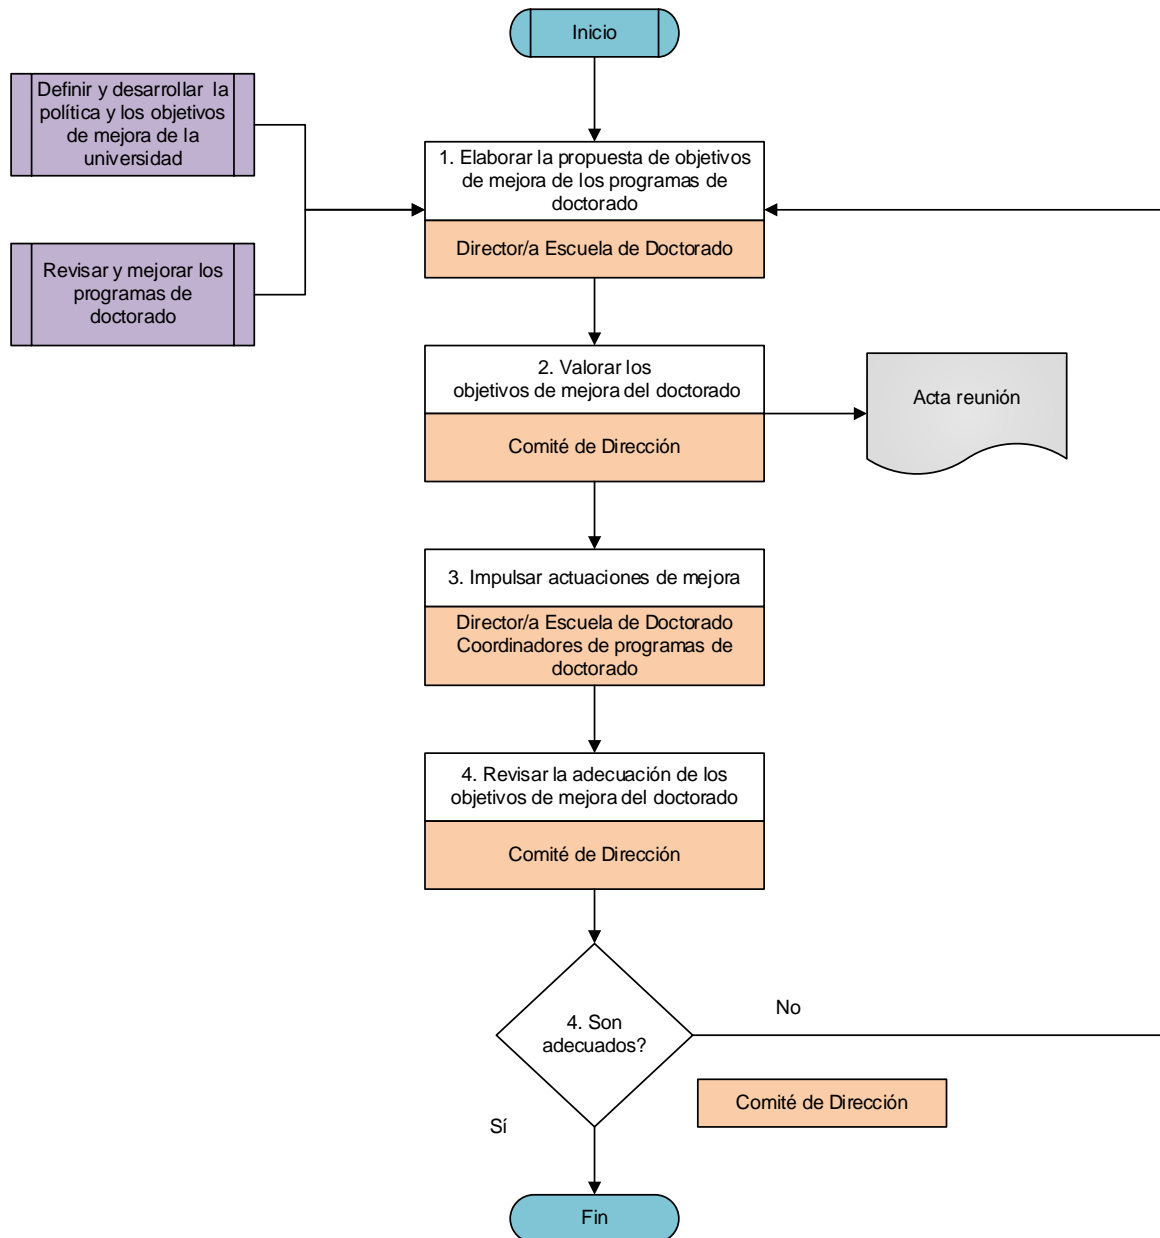 Inicio
Definir y desarrollar la
política y los objetivos
de mejora de la
universidad
1. Elaborar la propuesta de objetivos
de mejora de los programas de
doctorado
Director/a Escuela de Doctorado
Revisar y mejorar los
programas de
doctorado
2. Valorar los
objetivos de mejora del doctorado
Comité de Dirección
Acta reunión
3. Impulsar actuaciones de mejora
Director/a Escuela de Doctorado
Coordinadores de programas de
doctorado
4. Revisar la adecuación de los
objetivos de mejora del doctorado
Comité de Dirección
4. Son
adecuados?
No
Comité de Dirección
Sí
Fin